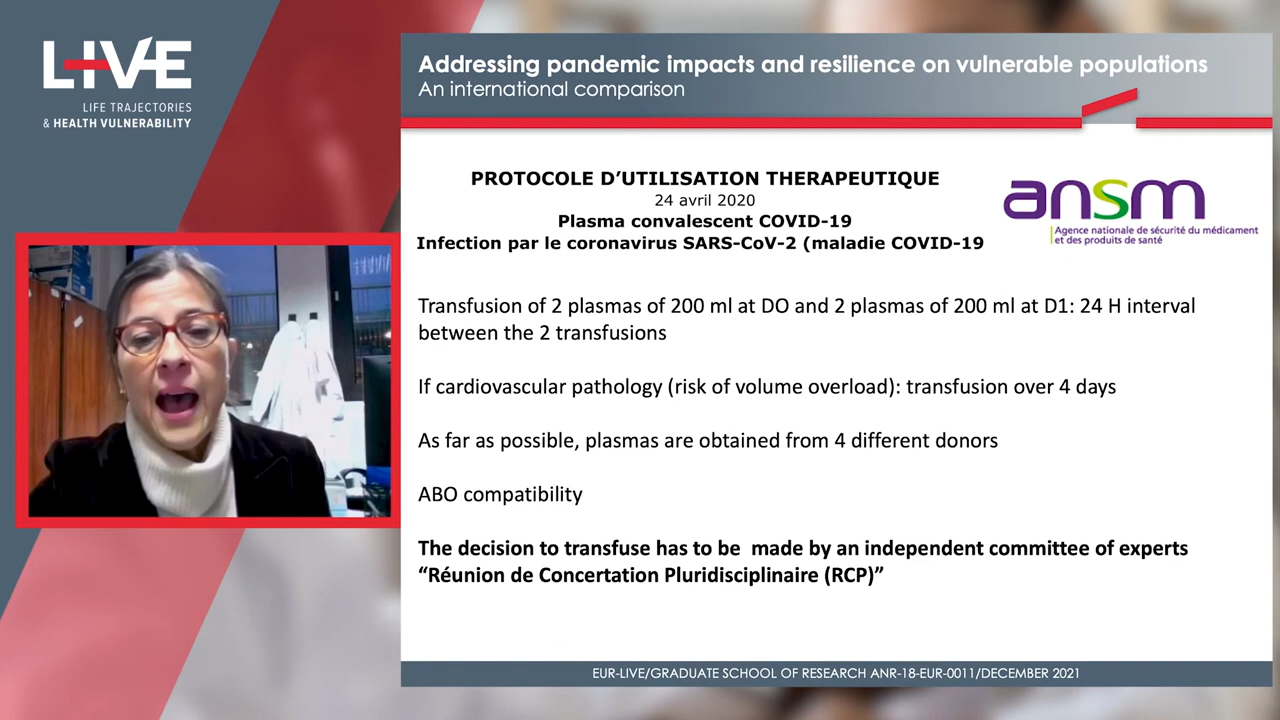 LIVE
LIFE TRAJECTORIES
& HEALTH VULNERABILITY
Addressing pandemic impacts and resilience on vulnerable populations
An international comparison
PROTOCOLE D’UTILISATION THERAPEUTIQUE
24 avril 2020
Plasma convalescent COVID-19
Infection par le coronavirus SARS-CoV-2 (maladie COVID-19
ansm
Agence nationale de sécurité du médicament
et des produits de santé
Transfusion of 2 plasmas of 200 ml at DO and 2 plasmas of 200 ml at D1: 24 H interval
between the 2 transfusions
If cardiovascular pathology (risk of volume overload): transfusion over 4 days
As far as possible, plasmas are obtained from 4 different donors
ABO compatibility
The decision to transfuse has to be  made by an independent committee of experts
“Réunion de Concertation Pluridisciplinaire (RCP)”
EUR-LIVE/GRADUATE SCHOOL OF RESEARCH ANR-18-EUR-0011/DECEMBER 2021